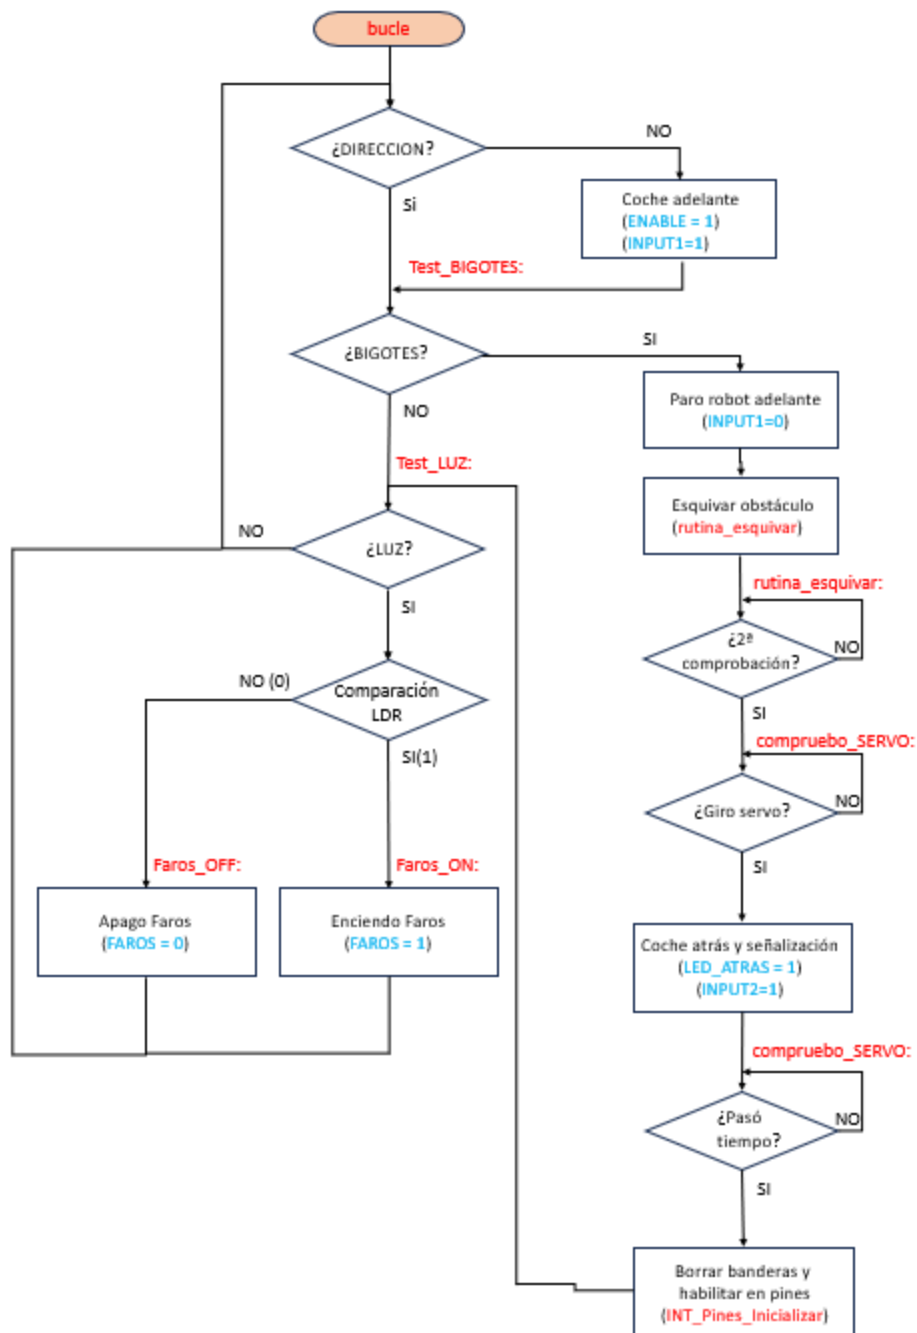 bucle
¿DIRECCION?
NO
Coche adelante
(ENABLE = 1)
(INPUT1=1)
Si
Test_BIGOTES:
¿BIGOTES?
SI
Paro robot adelante
(INPUT1=0)
NO
Test_LUZ:
Esquivar obstáculo
(rutina_esquivar)
NO
¿LUZ?
rutina_esquivar:
SI
¿2ª
comprobación?
NO
NO (0)
Comparación
LDR
SI
SI(1)
compruebo_SERVO:
¿Giro servo?
NO
Faros_OFF:
Faros_ON:
SI
Apago Faros
(FAROS = 0)
Enciendo Faros
(FAROS = 1)
Coche atrás y señalización
(LED_ATRAS = 1)
(INPUT2=1)
compruebo_SERVO:
¿Pasó
tiempo?
NO
SI
Borrar banderas y
habilitar en pines
(INT_Pines_Inicializar)